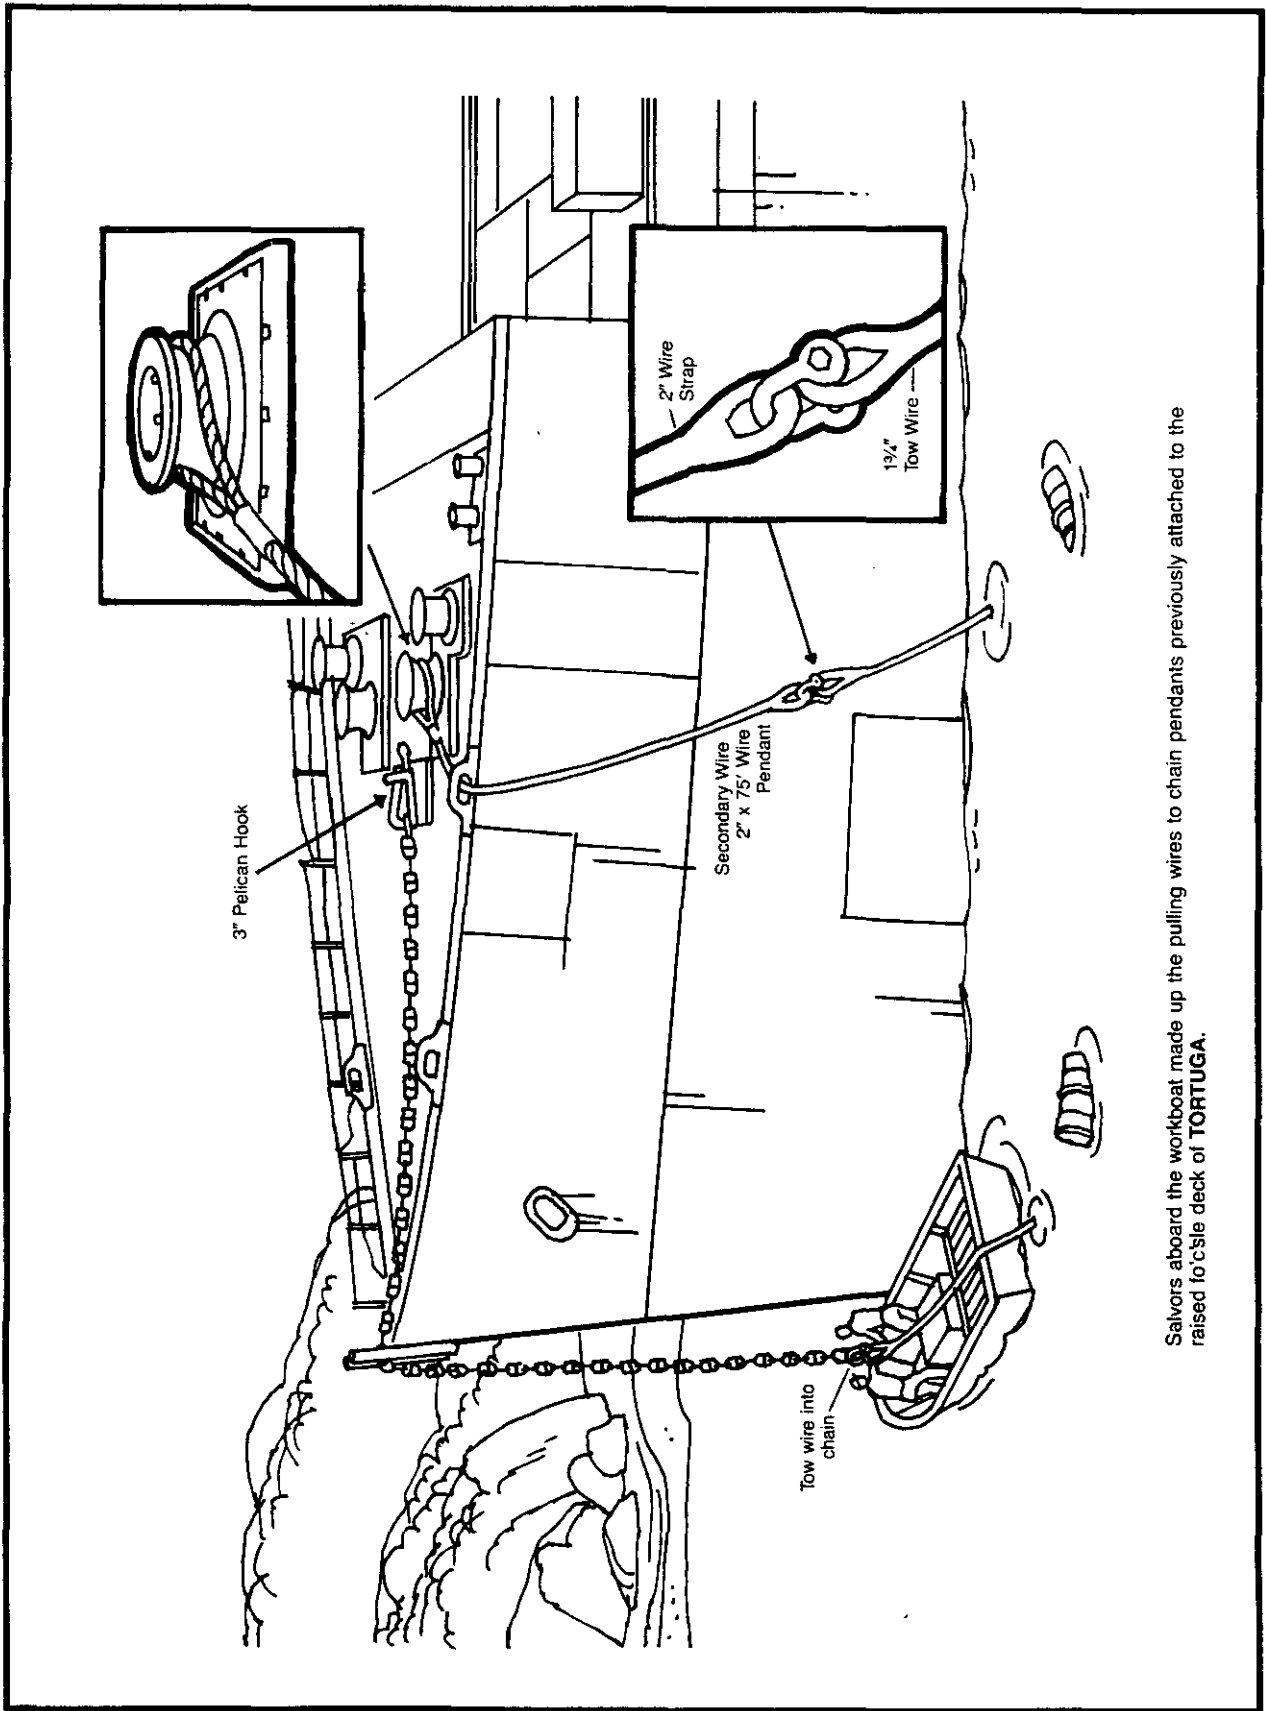 3" Pelican Hook
2" Wire
Strap
1¾"
Tow Wire
Secondary Wire
2" x 75' Wire
Pendant
Tow wire into
chain
Salvors aboard the workboat made up the pulling wires to chain pendants previously attached to the
raised fo'c'sle deck of TORTUGA.